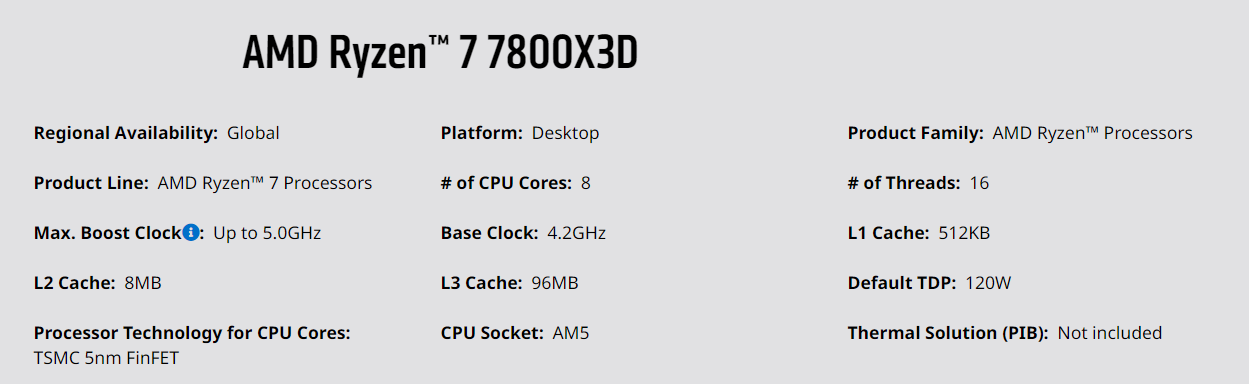 AMD Ryzen™ 7 7800X3D
Regional Availability: Global
Platform: Desktop
Product Family: AMD Ryzen™ Processors
Product Line: AMD Ryzen™ 7 Processors
# of CPU Cores: 8
# of Threads: 16
Max. Boost Clock: Up to 5.0GHz
Base Clock: 4.2GHz
L1 Cache: 512KB
L2 Cache: 8MB
L3 Cache: 96MB
Default TDP: 120W
Processor Technology for CPU Cores:
TSMC 5nm FinFET
CPU Socket: AM5
Thermal Solution (PIB): Not included